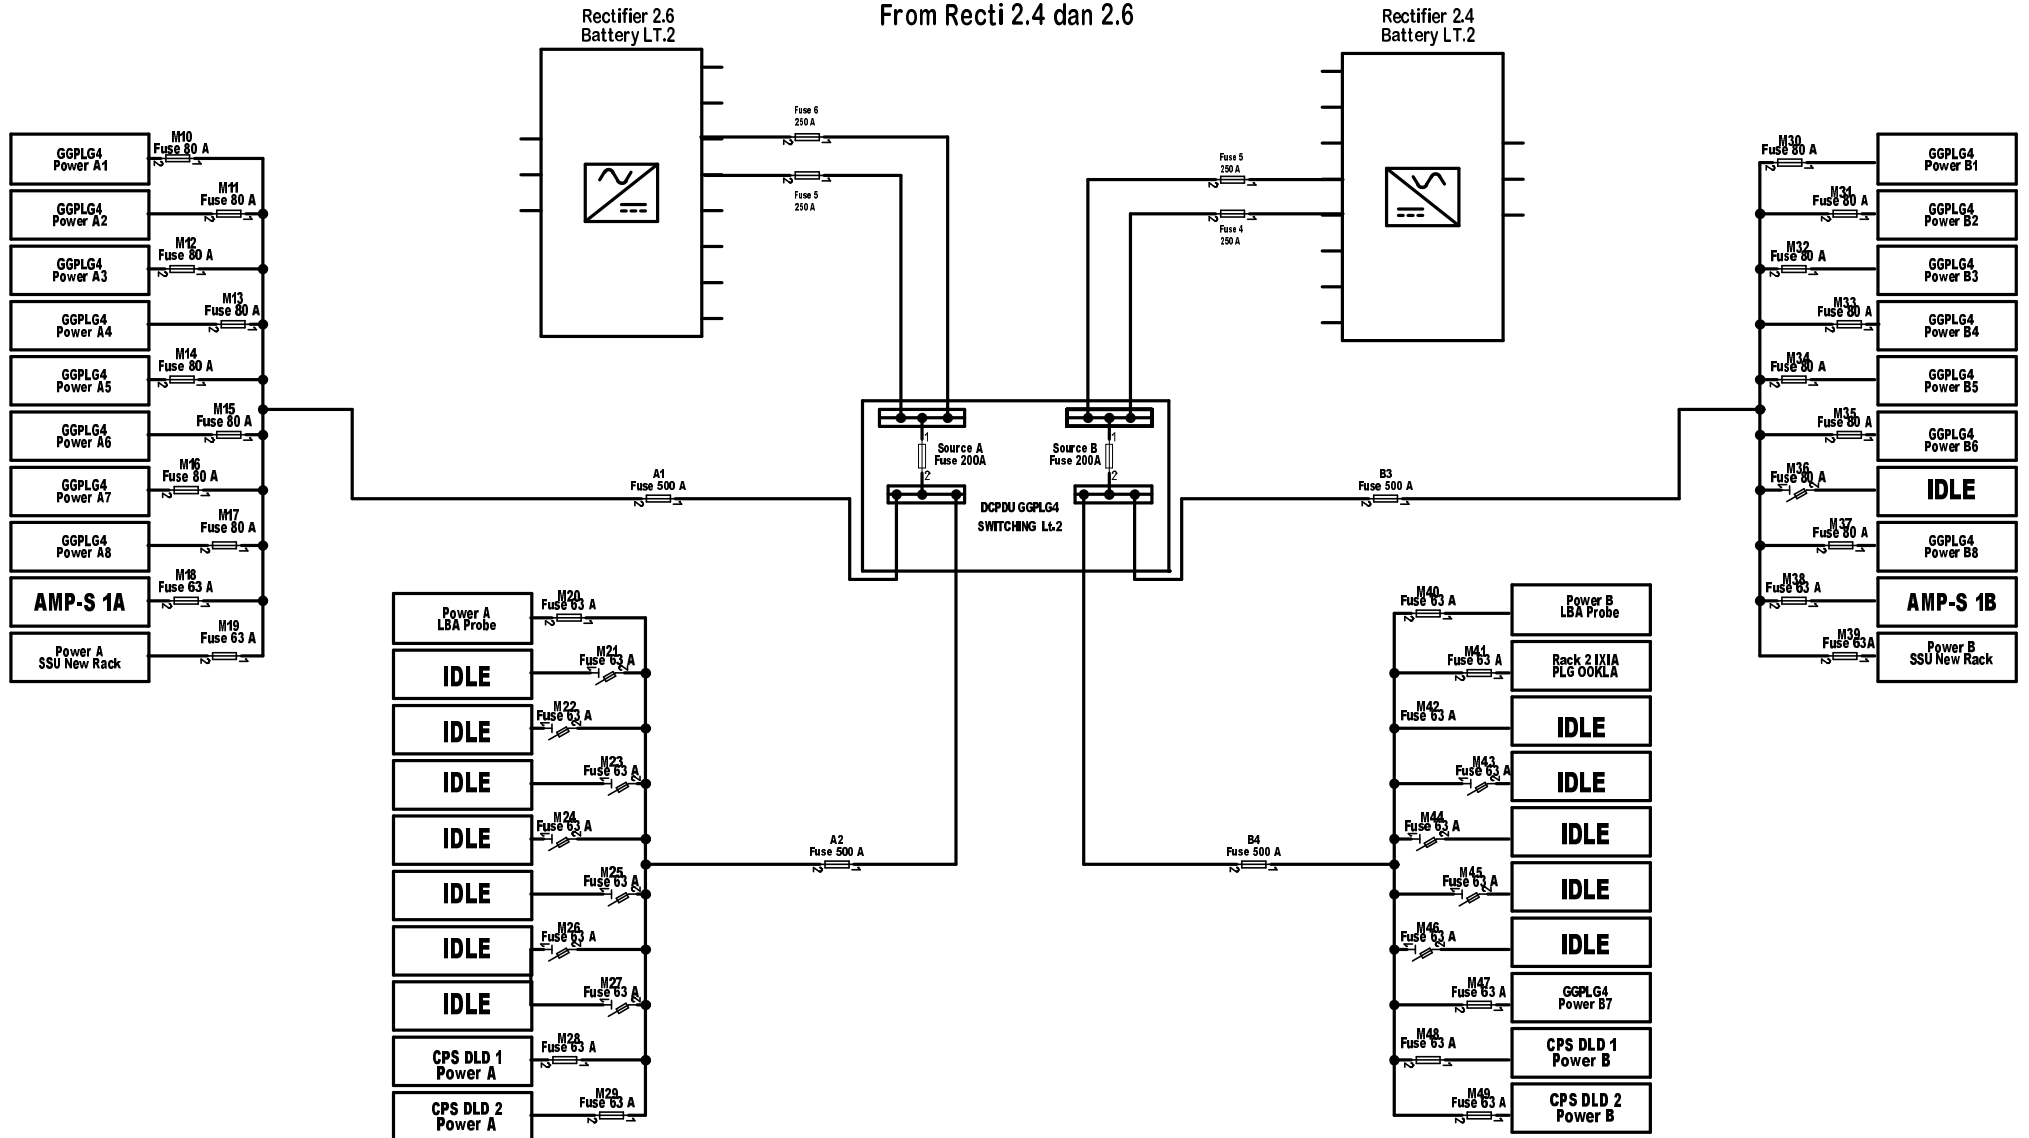 From Recti 2.4 dan 2.6
Rectifier 2.6
Battery LT.2
Rectifier 2.4
Battery LT.2
Fuse 6
250 A
Fuse 5
250 A
Fuse 5
250 A
Fuse 4
250 A
GGPLG4
Power A1
M10
Fuse 80 A
GGPLG4
Power A2
M11
Fuse 80 A
GGPLG4
Power A3
M12
Fuse 80 A
GGPLG4
Power A4
M13
Fuse 80 A
GGPLG4
Power A5
M14
Fuse 80 A
GGPLG4
Power A6
M15
Fuse 80 A
GGPLG4
Power A7
M16
Fuse 80 A
GGPLG4
Power A8
M17
Fuse 80 A
AMP-S 1A
M18
Fuse 63 A
Power A
SSU New Rack
M19
Fuse 63 A
A1
Fuse 500 A
Source A
Fuse 200A
1
2
Source B
Fuse 200A
1
2
DCPDU GGPLG4
SWITCHING Lt.2
B3
Fuse 500 A
M30
Fuse 80 A
GGPLG4
Power B1
M31
Fuse 80 A
GGPLG4
Power B2
M32
Fuse 80 A
GGPLG4
Power B3
M33
Fuse 80 A
GGPLG4
Power B4
M34
Fuse 80 A
GGPLG4
Power B5
M35
Fuse 80 A
GGPLG4
Power B6
M36
Fuse 80 A
IDLE
M37
Fuse 80 A
GGPLG4
Power B8
M38
Fuse 63 A
AMP-S 1B
M39
Fuse 63A
Power B
SSU New Rack
Power A
LBA Probe
M20
Fuse 63 A
IDLE
M21
Fuse 63 A
IDLE
M22
Fuse 63 A
IDLE
M23
Fuse 63 A
IDLE
M24
Fuse 63 A
IDLE
M25
Fuse 63 A
IDLE
M26
Fuse 63 A
IDLE
M27
Fuse 63 A
CPS DLD 1
Power A
M28
Fuse 63 A
CPS DLD 2
Power A
M29
Fuse 63 A
A2
Fuse 500 A
B4
Fuse 500 A
M40
Fuse 63 A
Power B
LBA Probe
M41
Fuse 63 A
Rack 2 IXIA
PLG OOKLA
M42
Fuse 63 A
IDLE
M43
Fuse 63 A
IDLE
M44
Fuse 63 A
IDLE
M45
Fuse 63 A
IDLE
M46
Fuse 63 A
IDLE
M47
Fuse 63 A
GGPLG4
Power B7
M48
Fuse 63 A
CPS DLD 1
Power B
M49
Fuse 63 A
CPS DLD 2
Power B